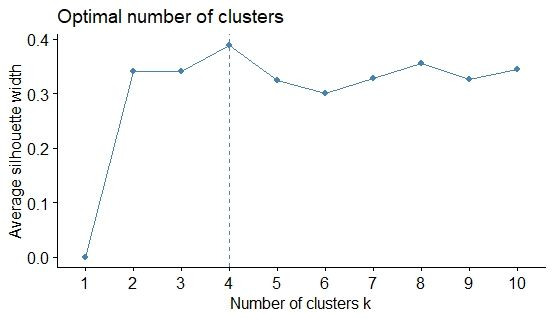 Optimal number of clusters
0.4
0.3
0.2
0.1
0.0
Average silhouette width
1 2 3 4 5 6 7 8 9 10
Number of clusters k